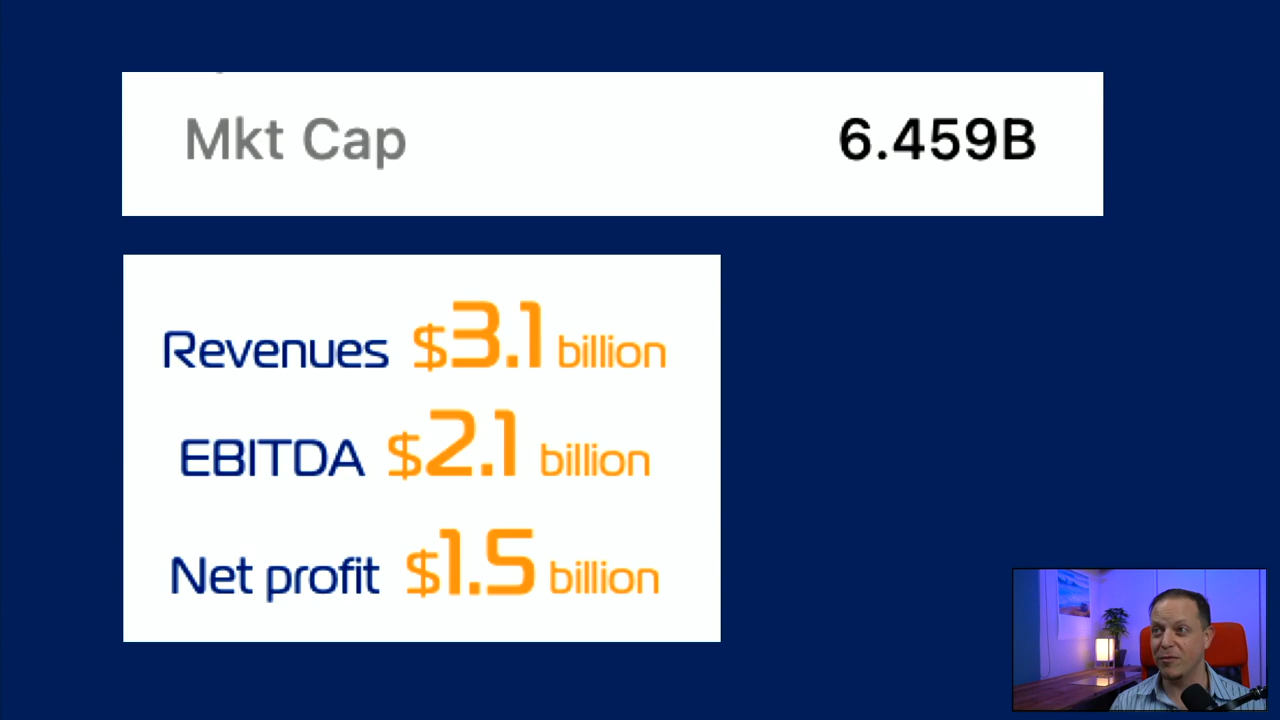 Mkt Cap 6.459B
Revenues $3.1 billion
EBITDA $2.1 billion
Net profit $1.5 billion